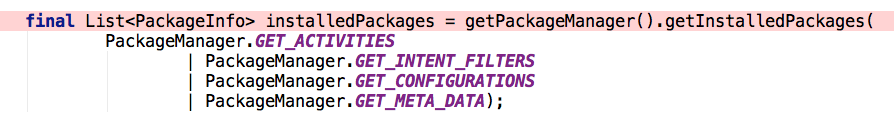 final List<PackageInfo> installedPackages = getPackageManager().getInstalledPackages(
PackageManager.GET_ACTIVITIES
| PackageManager.GET_INTENT_FILTERS
| PackageManager.GET_CONFIGURATIONS
| PackageManager.GET_META_DATA);